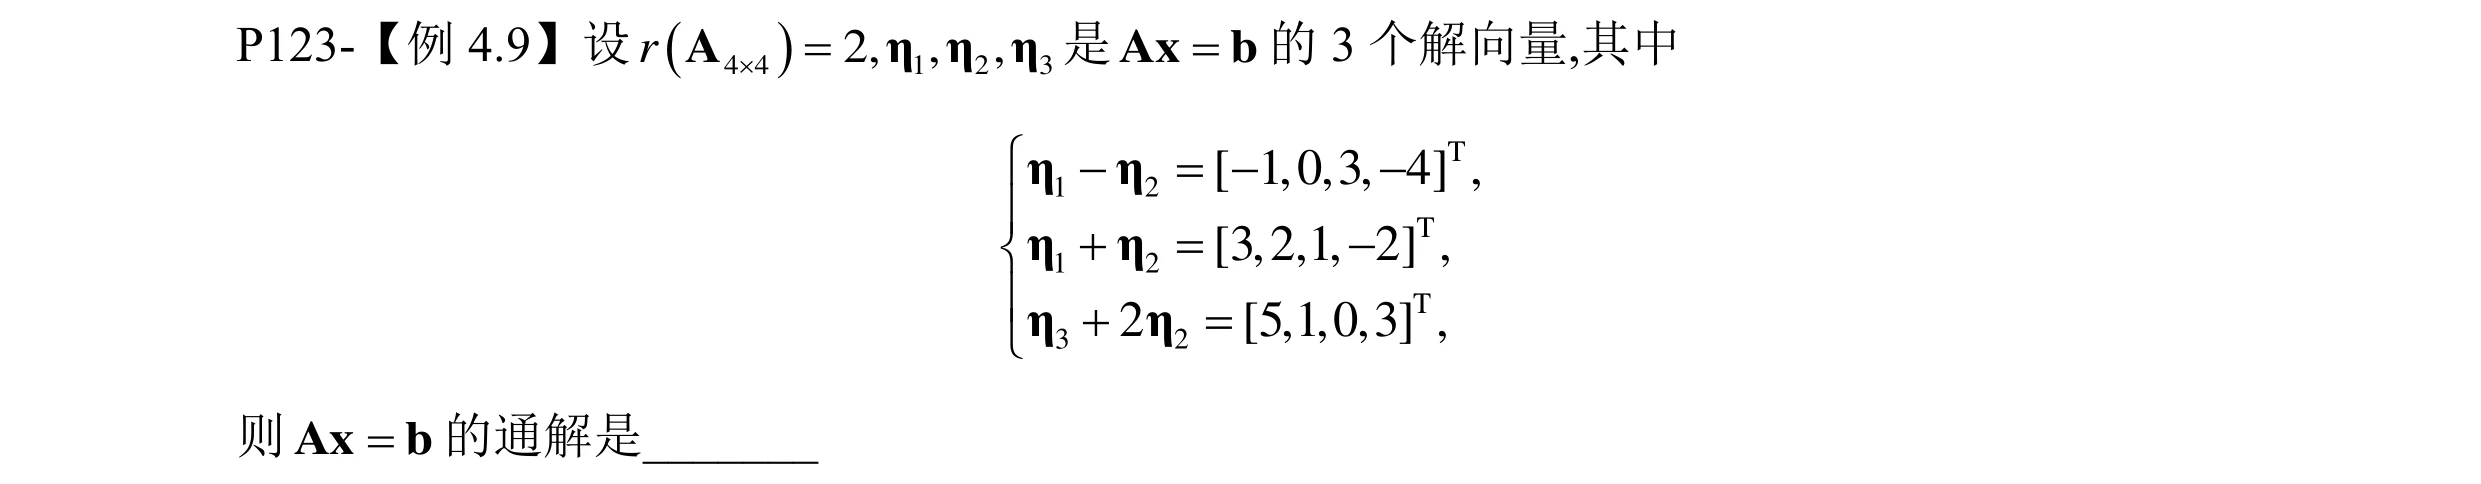 P123-【例 4.9】设 r(A₄ₓ₄) = 2, η₁, η₂, η₃ 是 Ax = b 的 3 个解向量,其中
η₁ − η₂ = [−1, 0, 3, −4]ᵀ,
η₁ + η₂ = [3, 2, 1, −2]ᵀ,
η₃ + 2η₂ = [5, 1, 0, 3]ᵀ,
则 Ax = b 的通解是_______